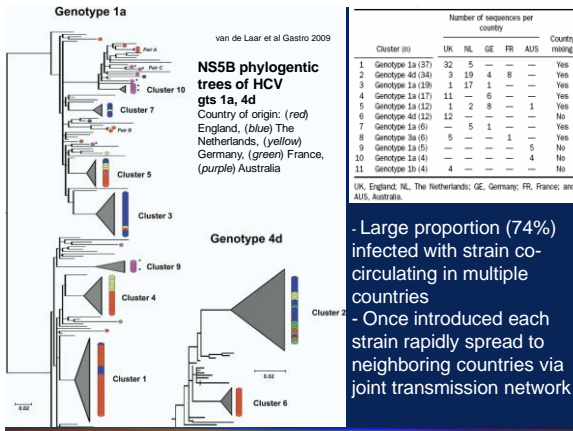 Genotype 1a
van de Laar et al Gastro 2009
NS5B phylogentic
trees of HCV
gts 1a, 4d
Country of origin: (red)
England, (blue) The
Netherlands, (yellow)
Germany, (green) France,
(purple) Australia
Pair A
Pair C
Cluster 10
Cluster 7
Pair B
Cluster 5
Cluster 3
Cluster 9
Cluster 4
Cluster 1
0.02
Genotype 4d
Cluster 2
0.02
Cluster 6
Number of sequences per
country
Country
Cluster (n) UK NL GE FR AUS mixing
1 Genotype 1a (37) 32 5 — — — Yes
2 Genotype 4d (34) 3 19 4 8 — Yes
3 Genotype 1a (19) 1 17 1 — — Yes
4 Genotype 1a (17) 11 — 6 — — Yes
5 Genotype 1a (12) 1 2 8 — 1 Yes
6 Genotype 4d (12) 12 — — — — No
7 Genotype 1a (6) — 5 1 — — Yes
8 Genotype 3a (6) 5 — — 1 — Yes
9 Genotype 1a (5) — — — — 5 No
10 Genotype 1a (4) — — — — 4 No
11 Genotype 1b (4) 4 — — — — No
UK, England; NL, The Netherlands; GE, Germany; FR, France; and
AUS, Australia.
- Large proportion (74%)
infected with strain co-
circulating in multiple
countries
- Once introduced each
strain rapidly spread to
neighboring countries via
joint transmission network